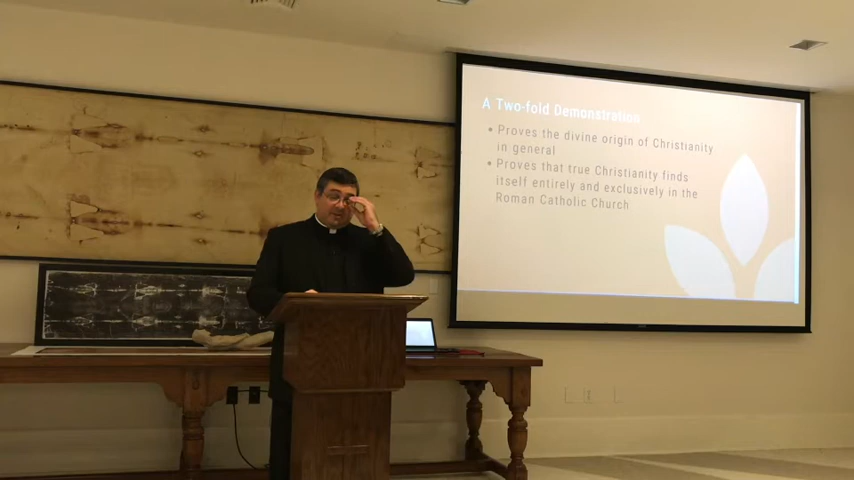 A Two-fold Demonstration
• Proves the divine origin of Christianity
in general
• Proves that true Christianity finds
itself entirely and exclusively in the
Roman Catholic Church